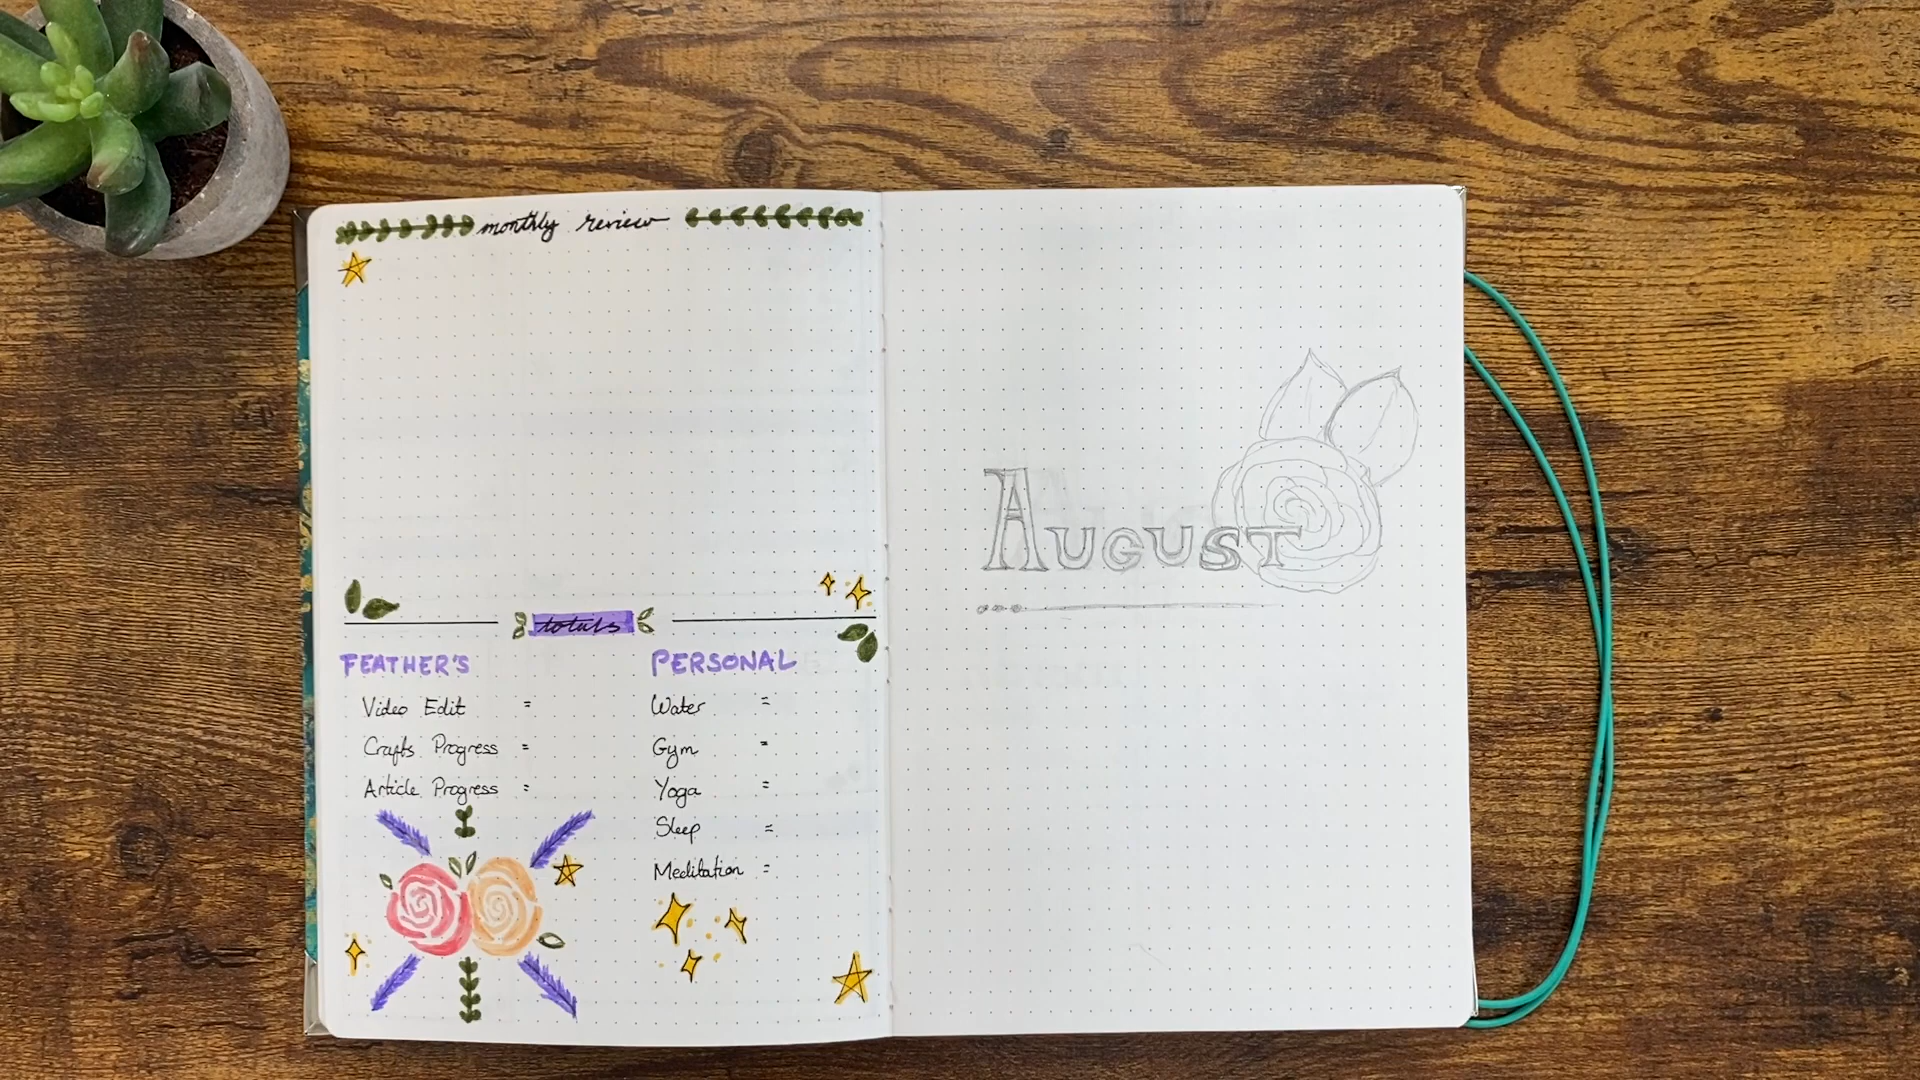 monthly review
totals
FEATHER'S
Video Edit =
Crafts Progress =
Article Progress =
PERSONAL
Water =
Gym =
Yoga =
Sleep =
Meditation =
AUGUST